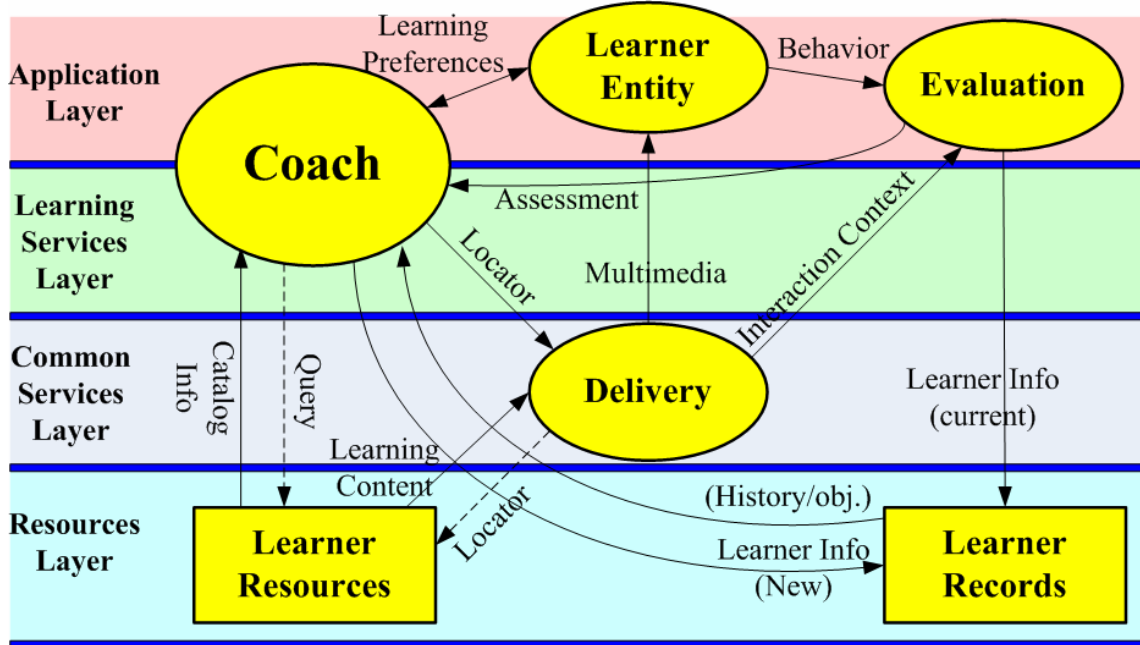 Application
Layer
Learning
Preferences
Learner
Entity
Behavior
Evaluation
Coach
Learning
Services
Layer
Assessment
Locator
Multimedia
Interaction Context
Common
Services
Layer
Catalog
Info
Query
Delivery
Learner Info
(current)
Learning
Content
Locator
Resources
Layer
Learner
Resources
(History/obj.)
Learner Info
(New)
Learner
Records